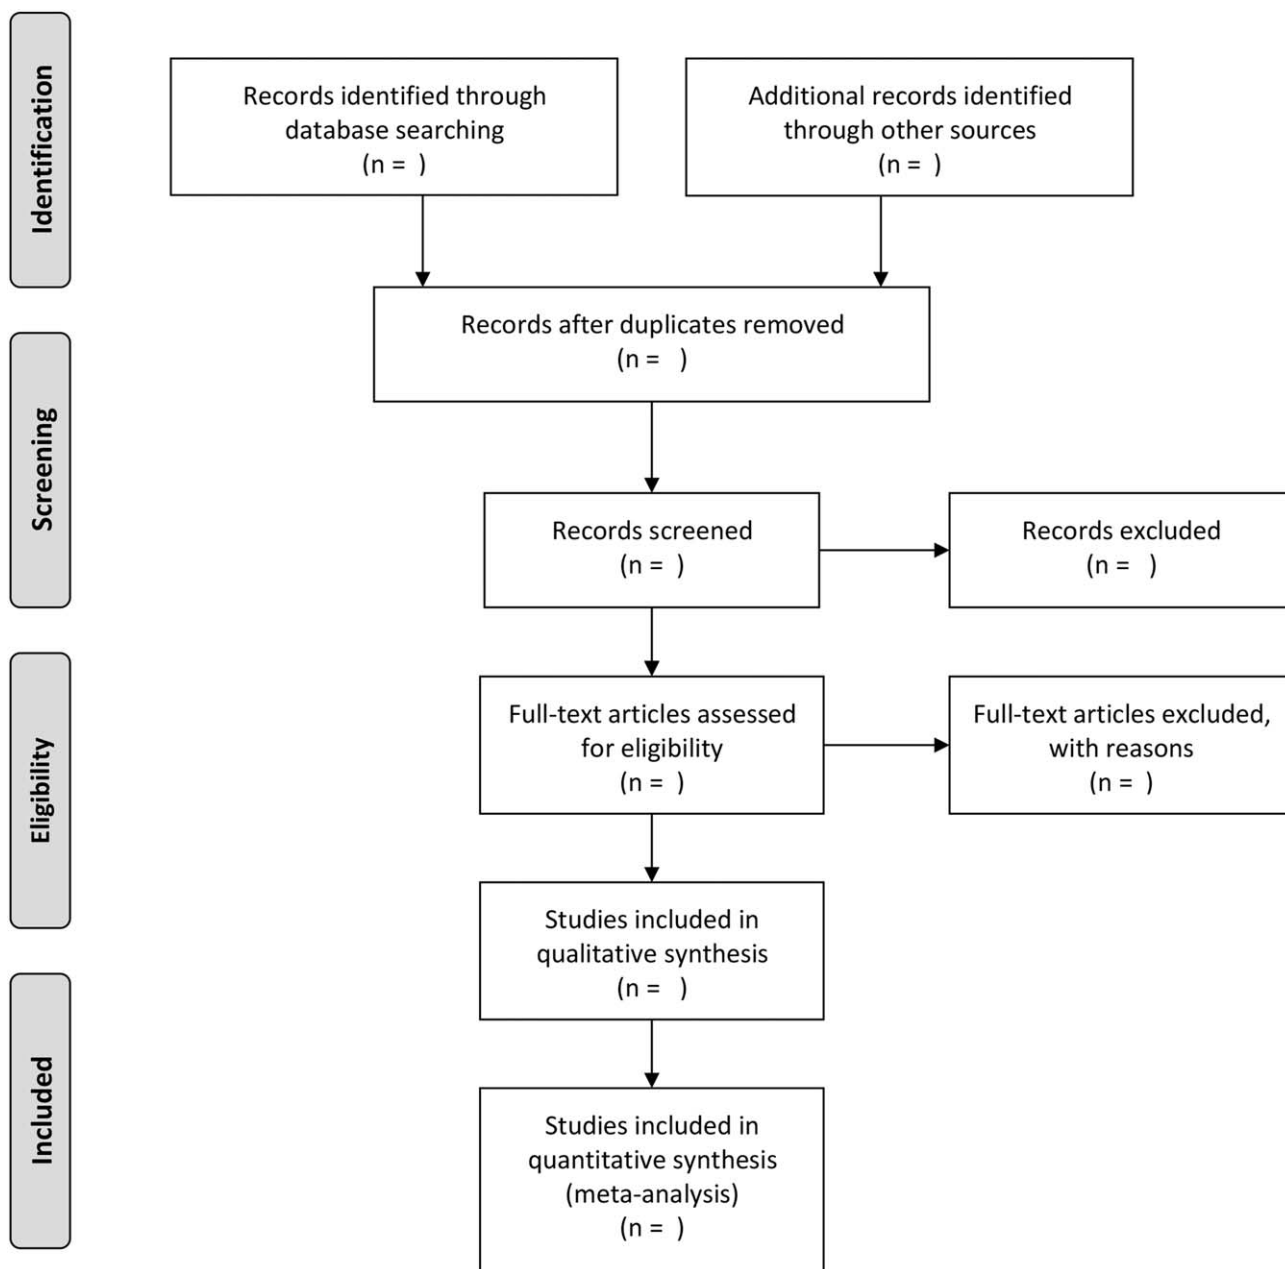 Identification
Records identified through
database searching
(n =  )
Additional records identified
through other sources
(n =  )
Records after duplicates removed
(n =   )
Screening
Records screened
(n =  )
Records excluded
(n =   )
Eligibility
Full-text articles assessed
for eligibility
(n =  )
Full-text articles excluded,
with reasons
(n =  )
Studies included in
qualitative synthesis
(n =   )
Included
Studies included in
quantitative synthesis
(meta-analysis)
(n =  )